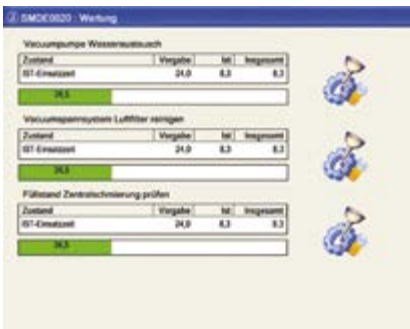 SMDE0020 : Wartung
Vacuumpumpe Wasseraustausch
Zustand Vorgabe Ist Insgesamt
IST-Einsatzzeit 24,0 8,3 8,3
34,5
Vacuumspannsystem Luftfilter reinigen
Zustand Vorgabe Ist Insgesamt
IST-Einsatzzeit 24,0 8,3 8,3
34,5
Füllstand Zentralschmierung prüfen
Zustand Vorgabe Ist Insgesamt
IST-Einsatzzeit 24,0 8,3 8,3
34,5